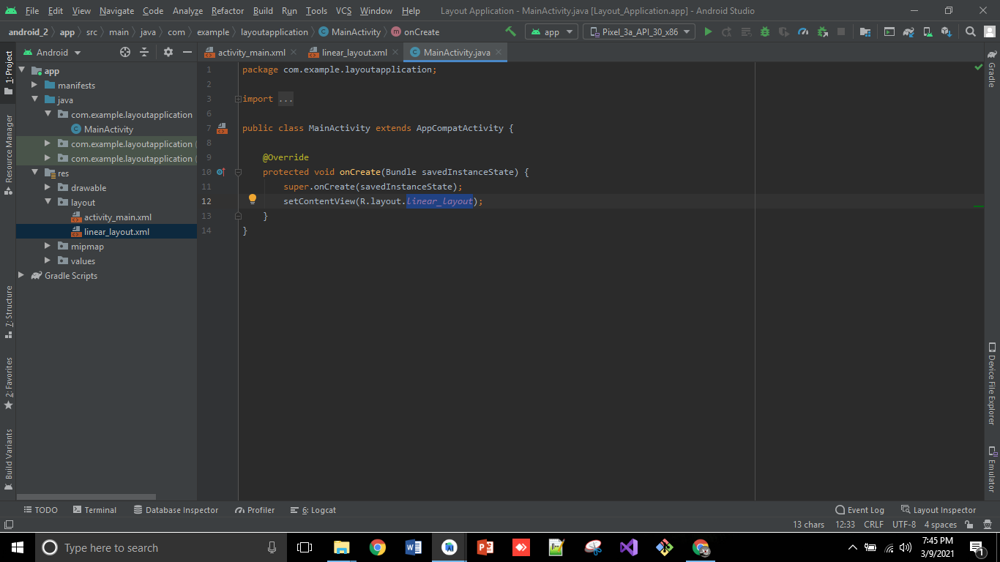 File Edit View Navigate Code Analyze Refactor Build Run Tools VCS Window Help Layout Application - MainActivity.java [Layout_Application.app] - Android Studio
android_2 app src main java com example layoutapplication MainActivity onCreate app Pixel_3a_API_30_x86
Android
activity_main.xml linear_layout.xml MainActivity.java
1: Project
Resource Manager
7: Structure
2: Favorites
Build Variants
app
manifests
java
com.example.layoutapplication
MainActivity
com.example.layoutapplication (
com.example.layoutapplication (
res
drawable
layout
activity_main.xml
linear_layout.xml
mipmap
values
Gradle Scripts
1 package com.example.layoutapplication;
2
3 import ...
6
7 public class MainActivity extends AppCompatActivity {
8
9 @Override
10 protected void onCreate(Bundle savedInstanceState) {
11 super.onCreate(savedInstanceState);
12 setContentView(R.layout.linear_layout);
13 }
14 }
Gradle
Device File Explorer
Emulator
TODO Terminal Database Inspector Profiler 6: Logcat Event Log Layout Inspector
13 chars 12:33 CRLF UTF-8 4 spaces
Type here to search
7:45 PM
3/9/2021
1